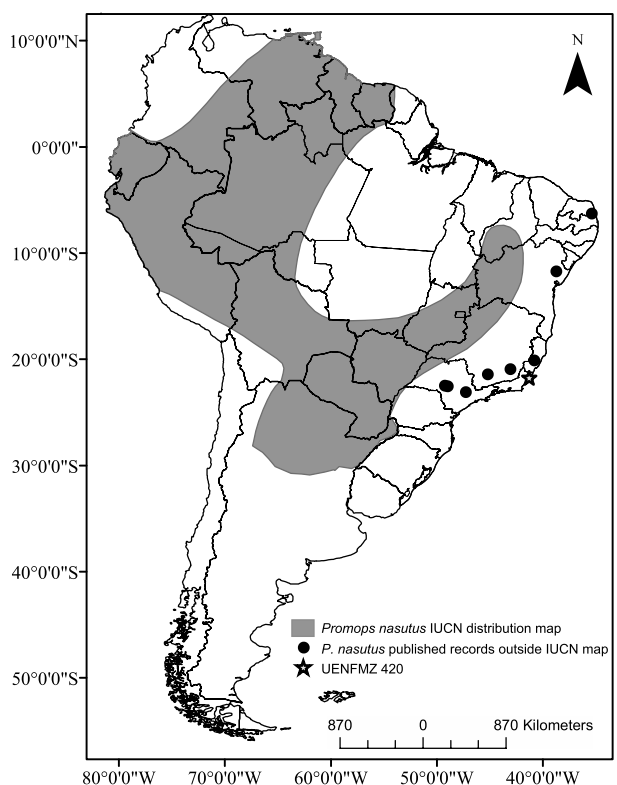 N
10°0'0"N
0°0'0"
10°0'0"S
20°0'0"S
30°0'0"S
40°0'0"S
50°0'0"S
Promops nasutus IUCN distribution map
P. nasutus published records outside IUCN map
UENFMZ 420
870 0 870 Kilometers
80°0'0"W 70°0'0"W 60°0'0"W 50°0'0"W 40°0'0"W